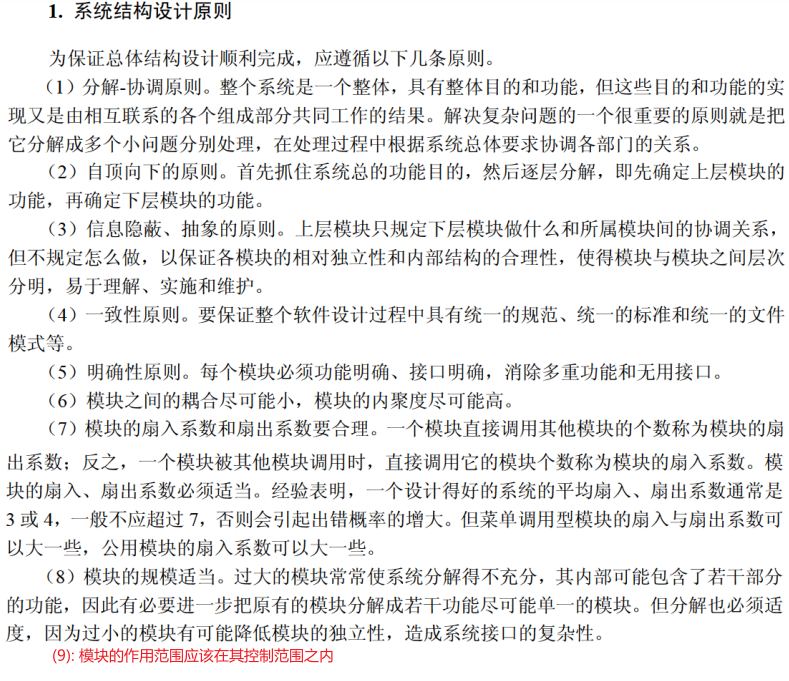 1. 系统结构设计原则
为保证总体结构设计顺利完成，应遵循以下几条原则。
（1）分解-协调原则。整个系统是一个整体，具有整体目的和功能，但这些目的和功能的实
现又是由相互联系的各个组成部分共同工作的结果。解决复杂问题的一个很重要的原则就是把
它分解成多个小问题分别处理，在处理过程中根据系统总体要求协调各部门的关系。
（2）自顶向下的原则。首先抓住系统总的功能目的，然后逐层分解，即先确定上层模块的
功能，再确定下层模块的功能。
（3）信息隐蔽、抽象的原则。上层模块只规定下层模块做什么和所属模块间的协调关系，
但不规定怎么做，以保证各模块的相对独立性和内部结构的合理性，使得模块与模块之间层次
分明，易于理解、实施和维护。
（4）一致性原则。要保证整个软件设计过程中具有统一的规范、统一的标准和统一的文件
模式等。
（5）明确性原则。每个模块必须功能明确、接口明确，消除多重功能和无用接口。
（6）模块之间的耦合尽可能小，模块的内聚度尽可能高。
（7）模块的扇入系数和扇出系数要合理。一个模块直接调用其他模块的个数称为模块的扇
出系数；反之，一个模块被其他模块调用时，直接调用它的模块个数称为模块的扇入系数。模
块的扇入、扇出系数必须适当。经验表明，一个设计得好的系统的平均扇入、扇出系数通常是
3 或 4，一般不应超过 7，否则会引起出错概率的增大。但菜单调用型模块的扇入与扇出系数可
以大一些，公用模块的扇入系数可以大一些。
（8）模块的规模适当。过大的模块常常使系统分解得不充分，其内部可能包含了若干部分
的功能，因此有必要进一步把原有的模块分解成若干功能尽可能单一的模块。但分解也必须适
度，因为过小的模块有可能降低模块的独立性，造成系统接口的复杂性。
(9): 模块的作用范围应该在其控制范围之内